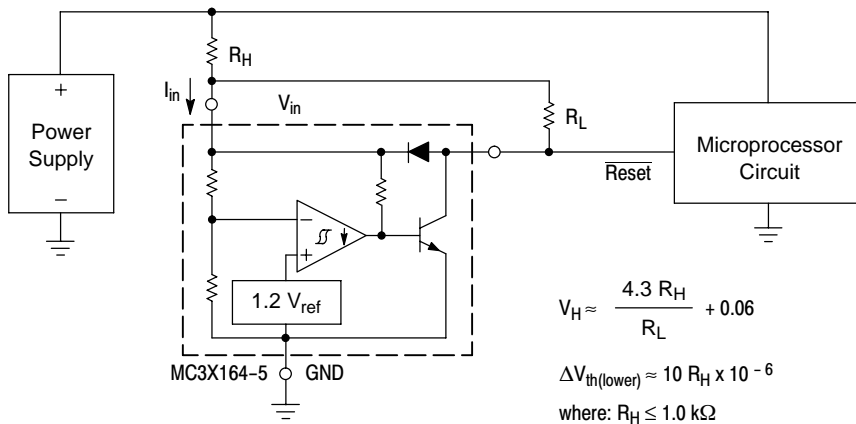 R_H
I_in
V_in
+
Power
Supply
−
R_L
Reset
Microprocessor
Circuit
−
+
1.2 V_ref
MC3X164−5
GND
V_H ≈ 4.3 R_H / R_L + 0.06
ΔV_th(lower) ≈ 10 R_H x 10^−6
where: R_H ≤ 1.0 kΩ